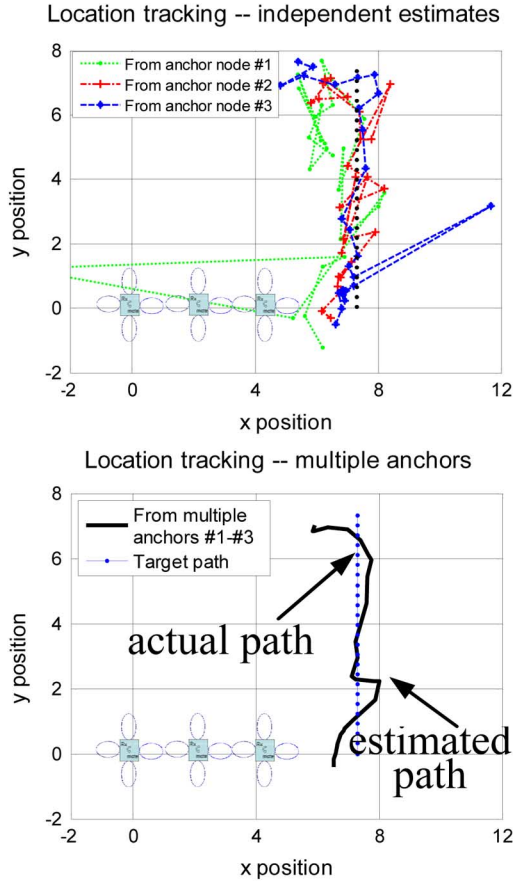 Location tracking -- independent estimates
8
From anchor node #1
From anchor node #2
From anchor node #3
6
4
2
0
-2
y position
-2 0 4 8 12
x position
Location tracking -- multiple anchors
8
From multiple
anchors #1-#3
Target path
6
actual path
4
2
estimated
path
0
-2
y position
-2 0 4 8 12
x position